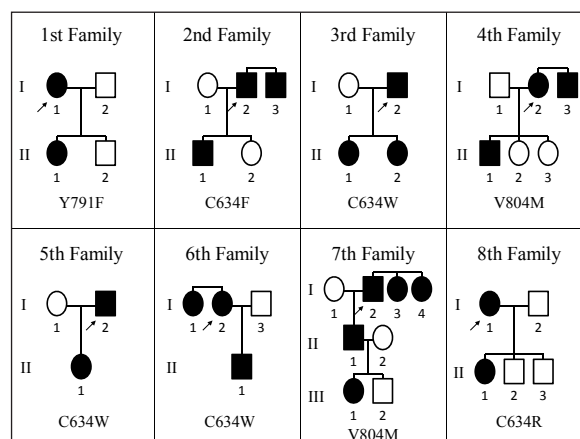 1st Family
I
1
2
II
1
2
Y791F
2nd Family
1
2
3
1
2
C634F
3rd Family
1
2
1
2
C634W
4th Family
I
1
2
3
II
1
2
3
V804M
5th Family
I
1
2
II
1
C634W
6th Family
I
1
2
3
II
1
C634W
7th Family
I
1
2
3
4
II
1
2
III
1
2
V804M
8th Family
I
1
2
II
1
2
3
C634R